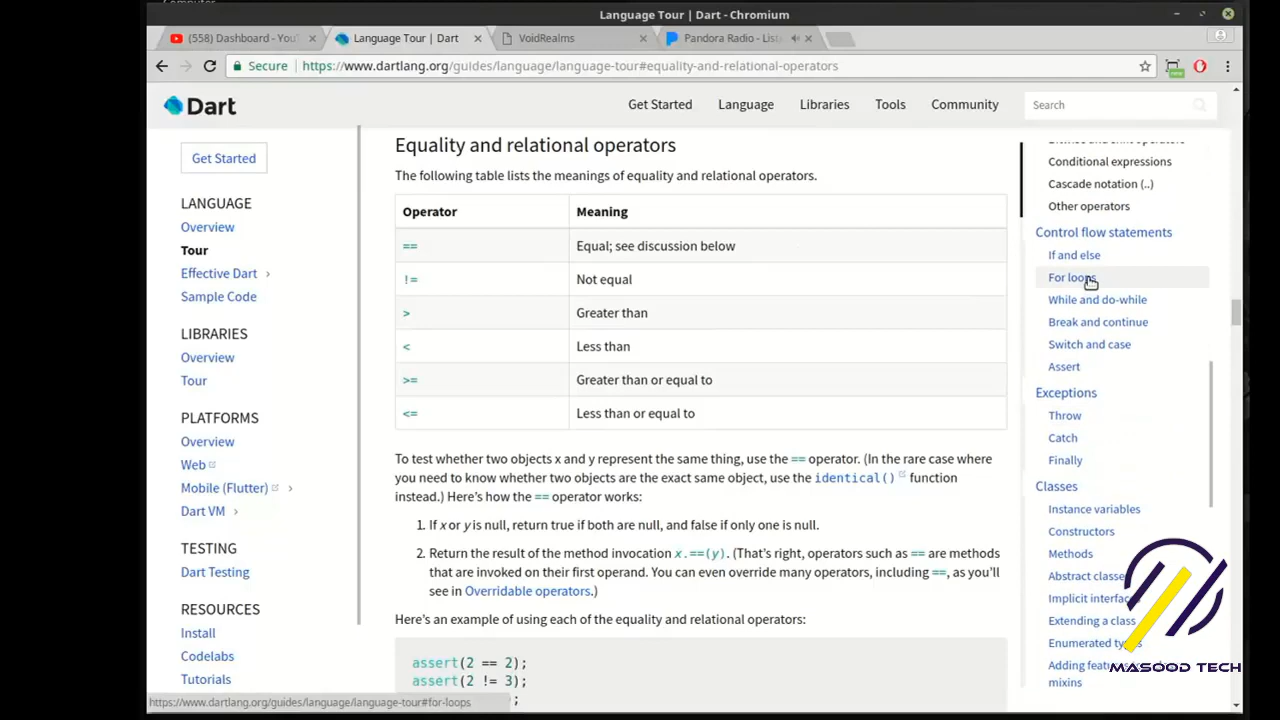 Language Tour | Dart - Chromium
(558) Dashboard - You
Language Tour | Dart
VoidRealms
Pandora Radio - List
Secure
https://www.dartlang.org/guides/language/language-tour#equality-and-relational-operators
new
Dart
Get Started
Language
Libraries
Tools
Community
Search
Get Started
LANGUAGE
Overview
Tour
Effective Dart
Sample Code
LIBRARIES
Overview
Tour
PLATFORMS
Overview
Web
Mobile (Flutter)
Dart VM
TESTING
Dart Testing
RESOURCES
Install
Codelabs
Tutorials
Equality and relational operators
The following table lists the meanings of equality and relational operators.
Operator Meaning
== Equal; see discussion below
!= Not equal
> Greater than
< Less than
>= Greater than or equal to
<= Less than or equal to
To test whether two objects x and y represent the same thing, use the == operator. (In the rare case where
you need to know whether two objects are the exact same object, use the identical() function
instead.) Here's how the == operator works:
1. If x or y is null, return true if both are null, and false if only one is null.
2. Return the result of the method invocation x.==(y). (That's right, operators such as == are methods
that are invoked on their first operand. You can even override many operators, including ==, as you'll
see in Overridable operators.)
Here's an example of using each of the equality and relational operators:
assert(2 == 2);
assert(2 != 3);
Conditional expressions
Cascade notation (..)
Other operators
Control flow statements
If and else
For loops
While and do-while
Break and continue
Switch and case
Assert
Exceptions
Throw
Catch
Finally
Classes
Instance variables
Constructors
Methods
Abstract classe
Implicit interfac
Extending a class
Enumerated ty
Adding featu
mixins
MASOOD TECH
https://www.dartlang.org/guides/language/language-tour#for-loops